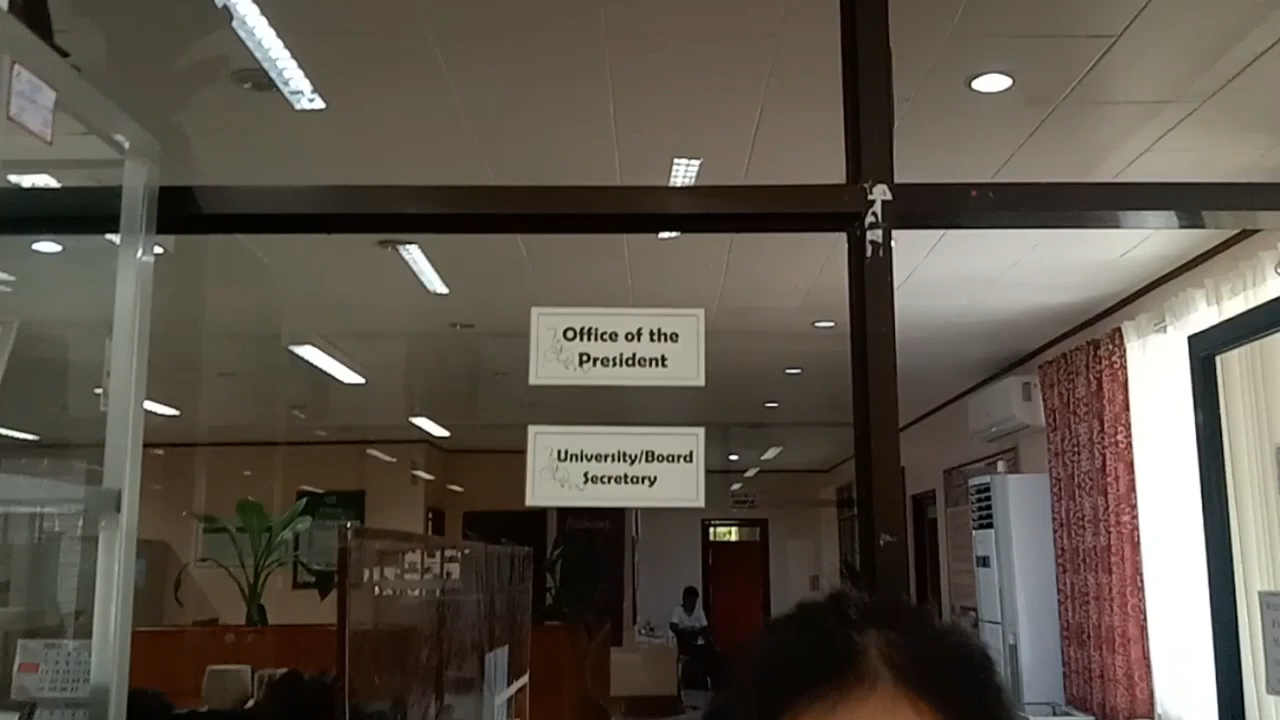 Office of the
President
University/Board
Secretary